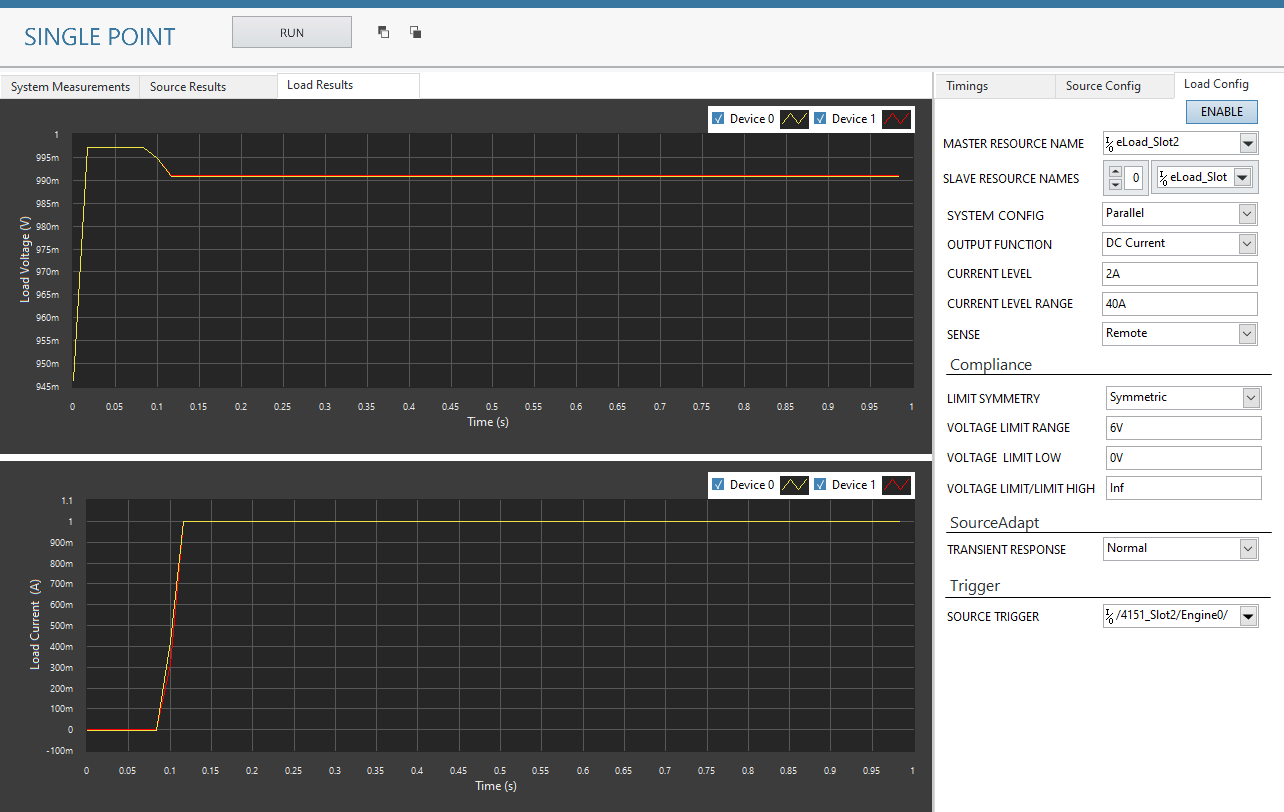 SINGLE POINT
RUN
System Measurements
Source Results
Load Results
Device 0
Device 1
Load Voltage (V)
1
995m
990m
985m
980m
975m
970m
965m
960m
955m
950m
945m
0 0.05 0.1 0.15 0.2 0.25 0.3 0.35 0.4 0.45 0.5 0.55 0.6 0.65 0.7 0.75 0.8 0.85 0.9 0.95 1
Time (s)
Device 0
Device 1
Load Current (A)
1.1
1
900m
800m
700m
600m
500m
400m
300m
200m
100m
0
-100m
0 0.05 0.1 0.15 0.2 0.25 0.3 0.35 0.4 0.45 0.5 0.55 0.6 0.65 0.7 0.75 0.8 0.85 0.9 0.95 1
Time (s)
Timings
Source Config
Load Config
ENABLE
MASTER RESOURCE NAME I/0 eLoad_Slot2
SLAVE RESOURCE NAMES 0 I/0 eLoad_Slot
SYSTEM CONFIG Parallel
OUTPUT FUNCTION DC Current
CURRENT LEVEL 2A
CURRENT LEVEL RANGE 40A
SENSE Remote
Compliance
LIMIT SYMMETRY Symmetric
VOLTAGE LIMIT RANGE 6V
VOLTAGE LIMIT LOW 0V
VOLTAGE LIMIT/LIMIT HIGH Inf
SourceAdapt
TRANSIENT RESPONSE Normal
Trigger
SOURCE TRIGGER I/0 /4151_Slot2/Engine0/